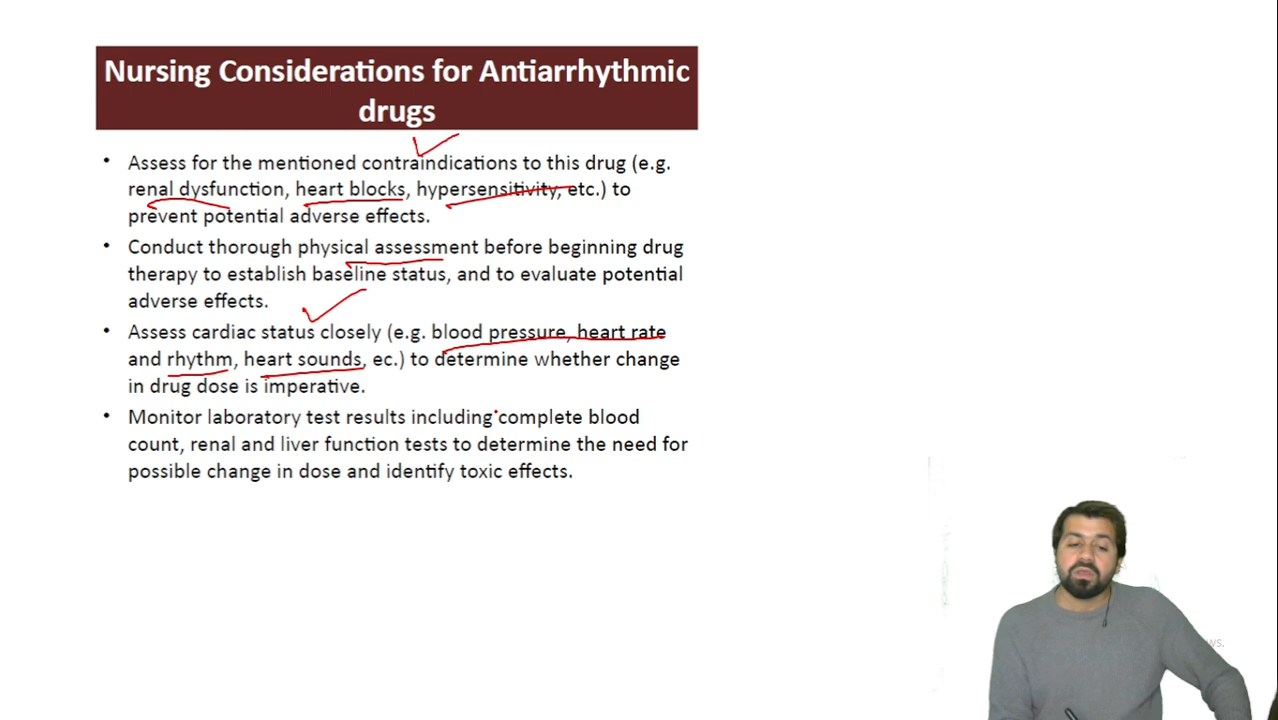 Nursing Considerations for Antiarrhythmic
drugs
• Assess for the mentioned contraindications to this drug (e.g.
renal dysfunction, heart blocks, hypersensitivity, etc.) to
prevent potential adverse effects.
• Conduct thorough physical assessment before beginning drug
therapy to establish baseline status, and to evaluate potential
adverse effects.
• Assess cardiac status closely (e.g. blood pressure, heart rate
and rhythm, heart sounds, ec.) to determine whether change
in drug dose is imperative.
• Monitor laboratory test results including complete blood
count, renal and liver function tests to determine the need for
possible change in dose and identify toxic effects.